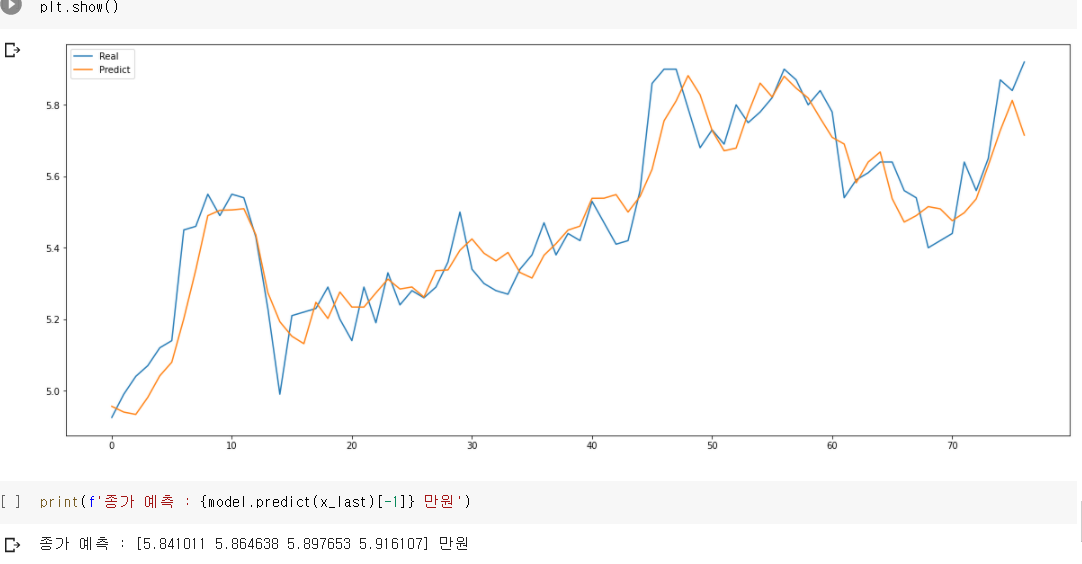 plt.show()
Real
Predict
5.8
5.6
5.4
5.2
5.0
0 10 20 30 40 50 60 70
[ ] print(f'종가 예측 : {model.predict(x_last)[-1]} 만원')
종가 예측 : [5.841011 5.864638 5.897653 5.916107] 만원